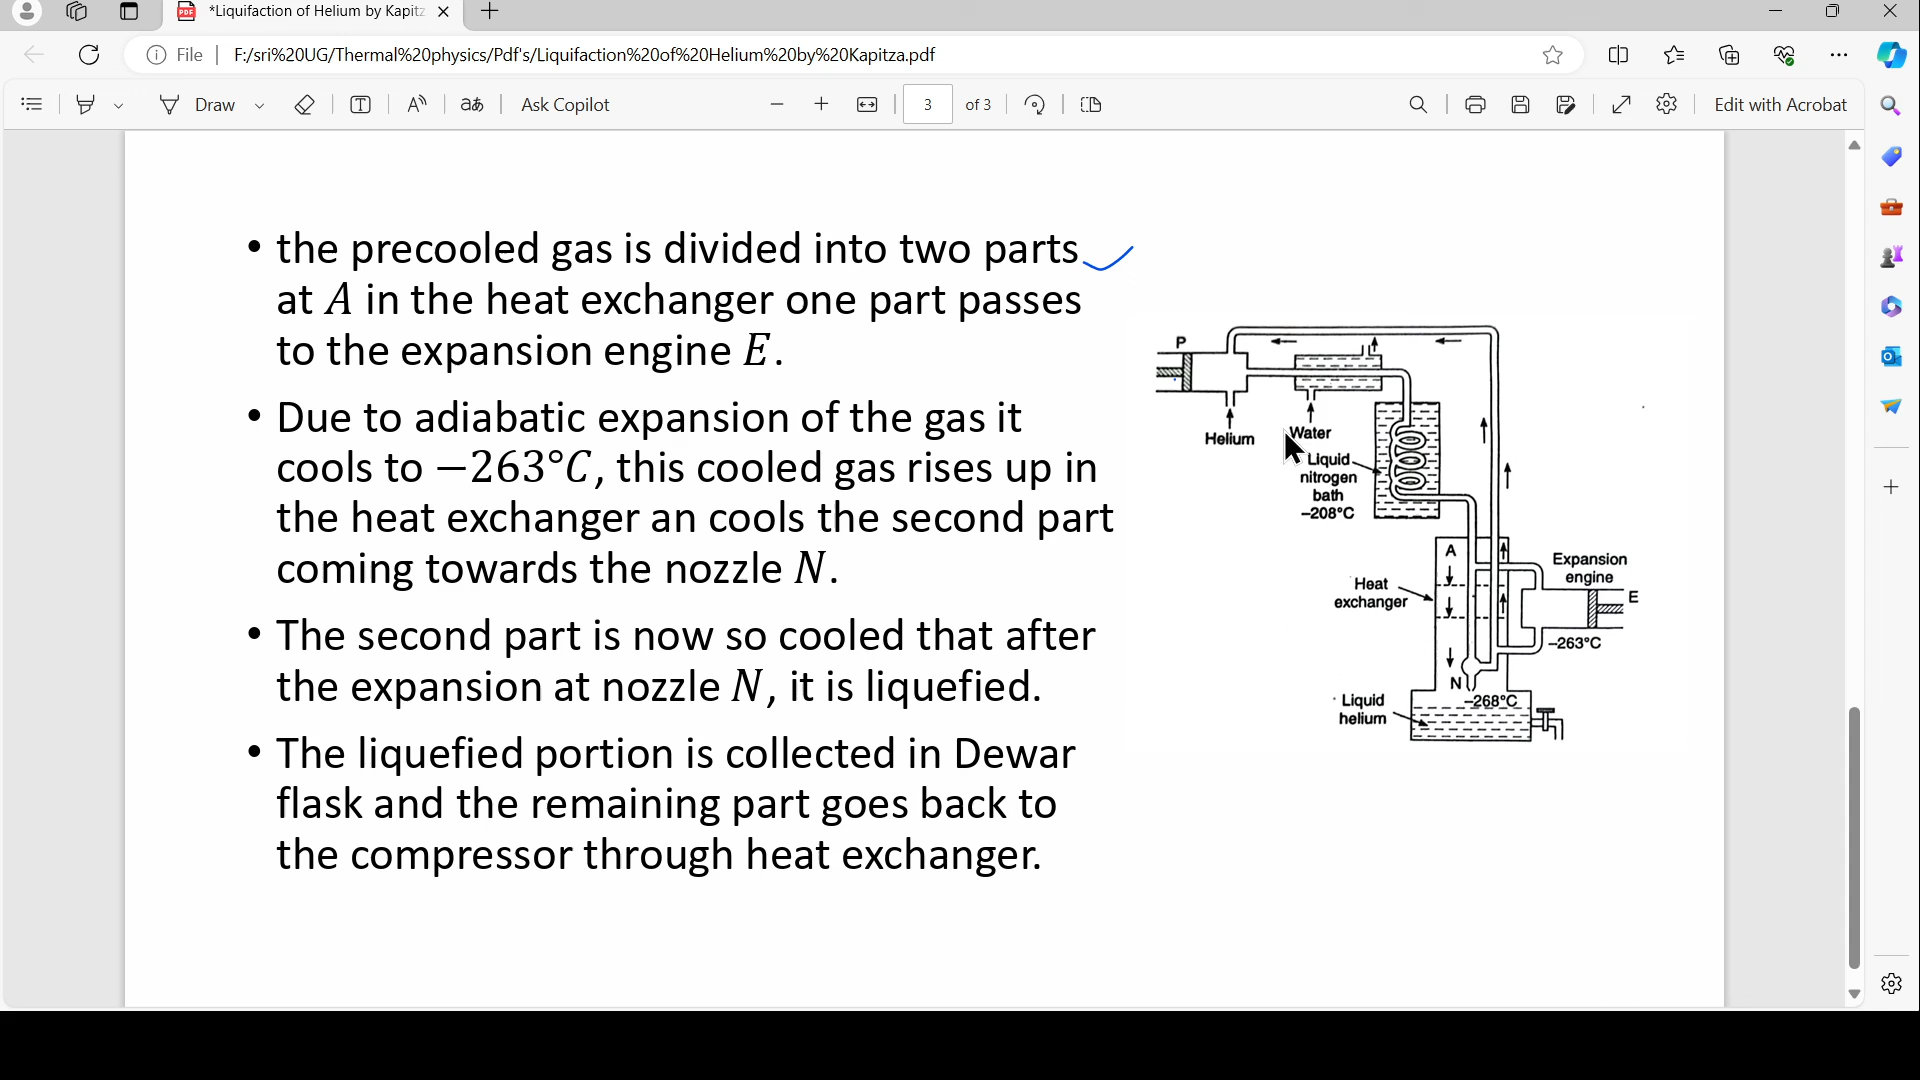 *Liquifaction of Helium by Kapitz
File
F:/sri%20UG/Thermal%20physics/Pdf's/Liquifaction%20of%20Helium%20by%20Kapitza.pdf
Draw
aあ
Ask Copilot
3 of 3
Edit with Acrobat
• the precooled gas is divided into two parts
at A in the heat exchanger one part passes
to the expansion engine E.
• Due to adiabatic expansion of the gas it
cools to −263°C, this cooled gas rises up in
the heat exchanger an cools the second part
coming towards the nozzle N.
• The second part is now so cooled that after
the expansion at nozzle N, it is liquefied.
• The liquefied portion is collected in Dewar
flask and the remaining part goes back to
the compressor through heat exchanger.
P
Helium
Water
Liquid
nitrogen
bath
–208°C
A
Heat
exchanger
Expansion
engine
E
–263°C
N
–268°C
Liquid
helium